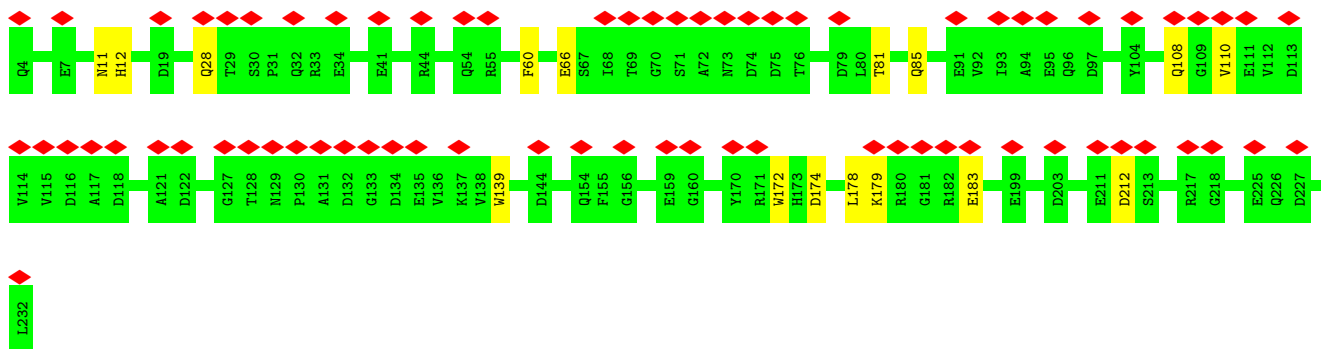 Q4 E7 N11 H12 D19 Q28 T29 S30 P31 Q32 R33 E34 E41 R44 Q54 R55 F60 E66 S67 I68 T69 G70 S71 A72 N73 D74 D75 T76 D79 L80 T81 Q85 E91 V92 I93 A94 E95 Q96 D97 Y104 Q108 G109 V110 E111 V112 D113
V114 V115 D116 A117 D118 A121 D122 G127 T128 N129 P130 A131 D132 G133 D134 E135 V136 K137 V138 W139 D144 Q154 F155 G156 E159 G160 Y170 R171 W172 H173 D174 L178 K179 R180 G181 R182 E183 E199 D203 E211 D212 S213 R217 G218 E225 Q226 D227
L232